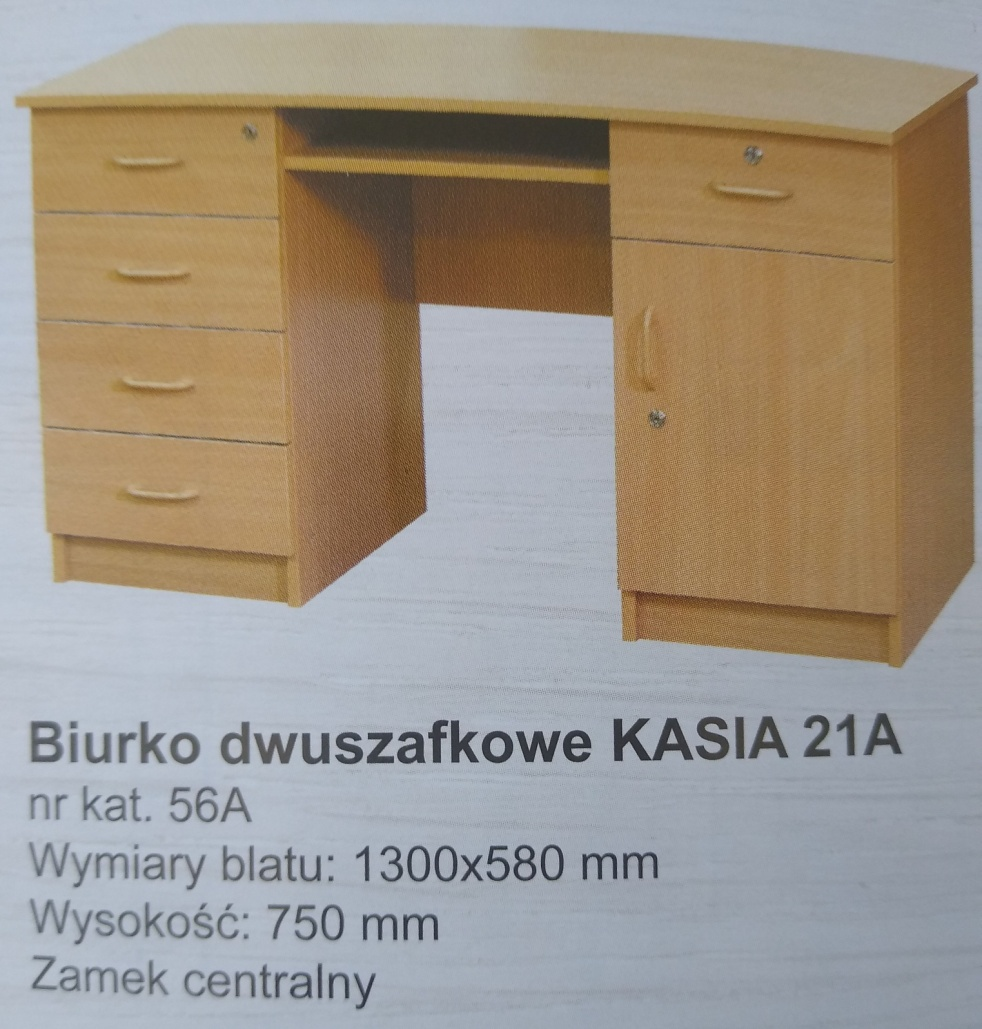 Biurko dwuszafkowe KASIA 21A
nr kat. 56A
Wymiary blatu: 1300x580 mm
Wysokość: 750 mm
Zamek centralny